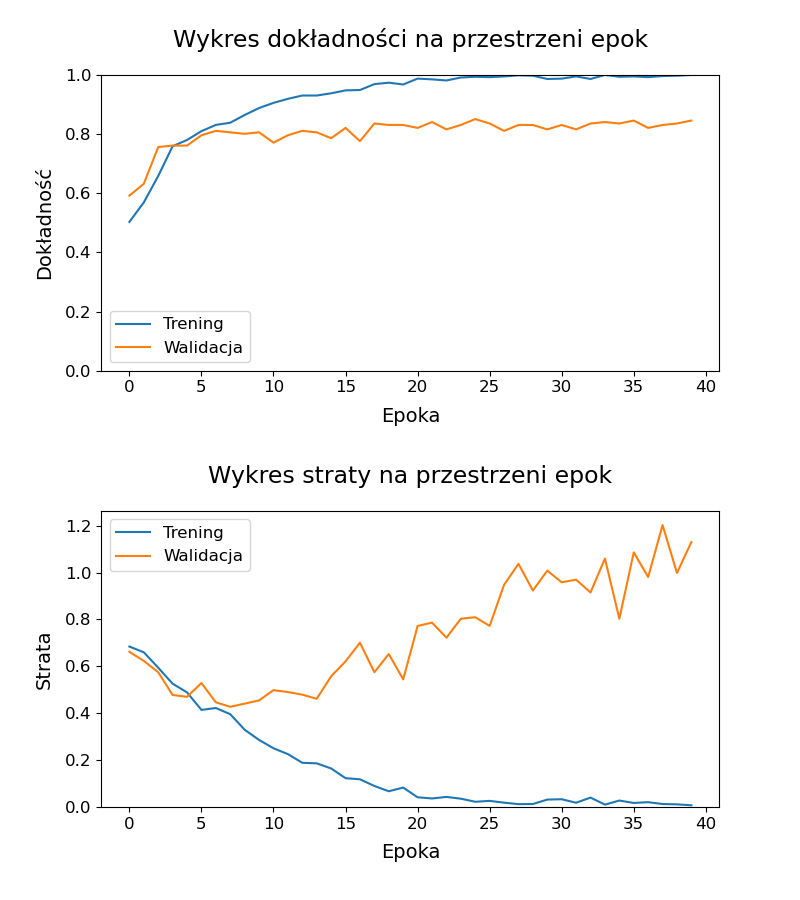 Wykres dokładności na przestrzeni epok
1.0
0.8
0.6
0.4
0.2
0.0
Dokładność
Trening
Walidacja
0 5 10 15 20 25 30 35 40
Epoka
Wykres straty na przestrzeni epok
1.2
1.0
0.8
0.6
0.4
0.2
0.0
Strata
Trening
Walidacja
0 5 10 15 20 25 30 35 40
Epoka